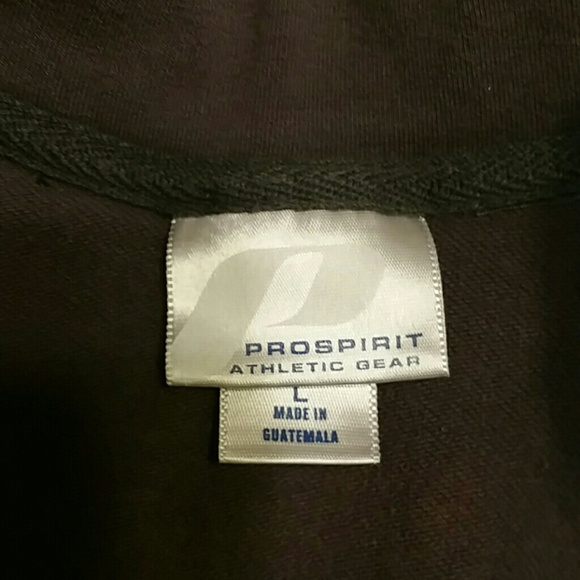 PROSPIRIT
ATHLETIC GEAR
L
MADE IN
GUATEMALA